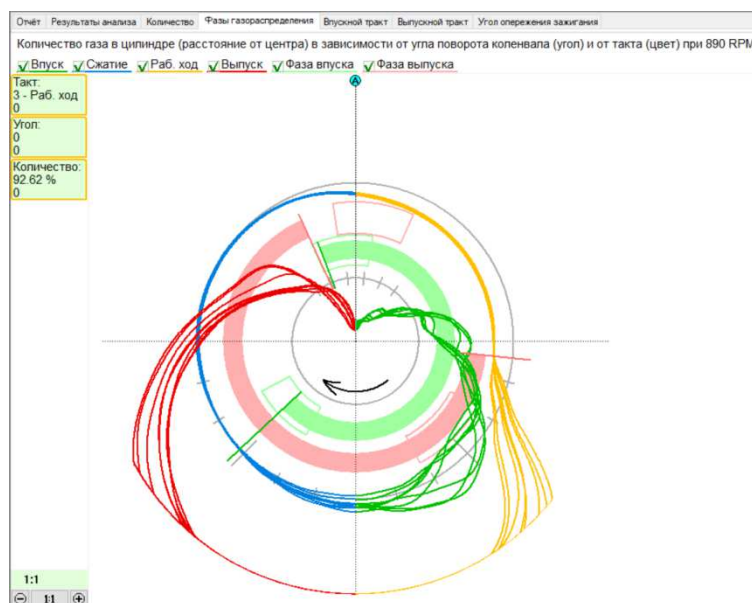 Отчёт Результаты анализа Количество Фазы газораспределения Впускной тракт Выпускной тракт Угол опережения зажигания
Количество газа в цилиндре (расстояние от центра) в зависимости от угла поворота коленвала (угол) и от такта (цвет) при 890 RPM
Впуск Сжатие Раб. ход Выпуск Фаза впуска Фаза выпуска
A
Такт:
3 - Раб. ход
0
Угол:
0
0
Количество:
92.62 %
0
1:1
1:1